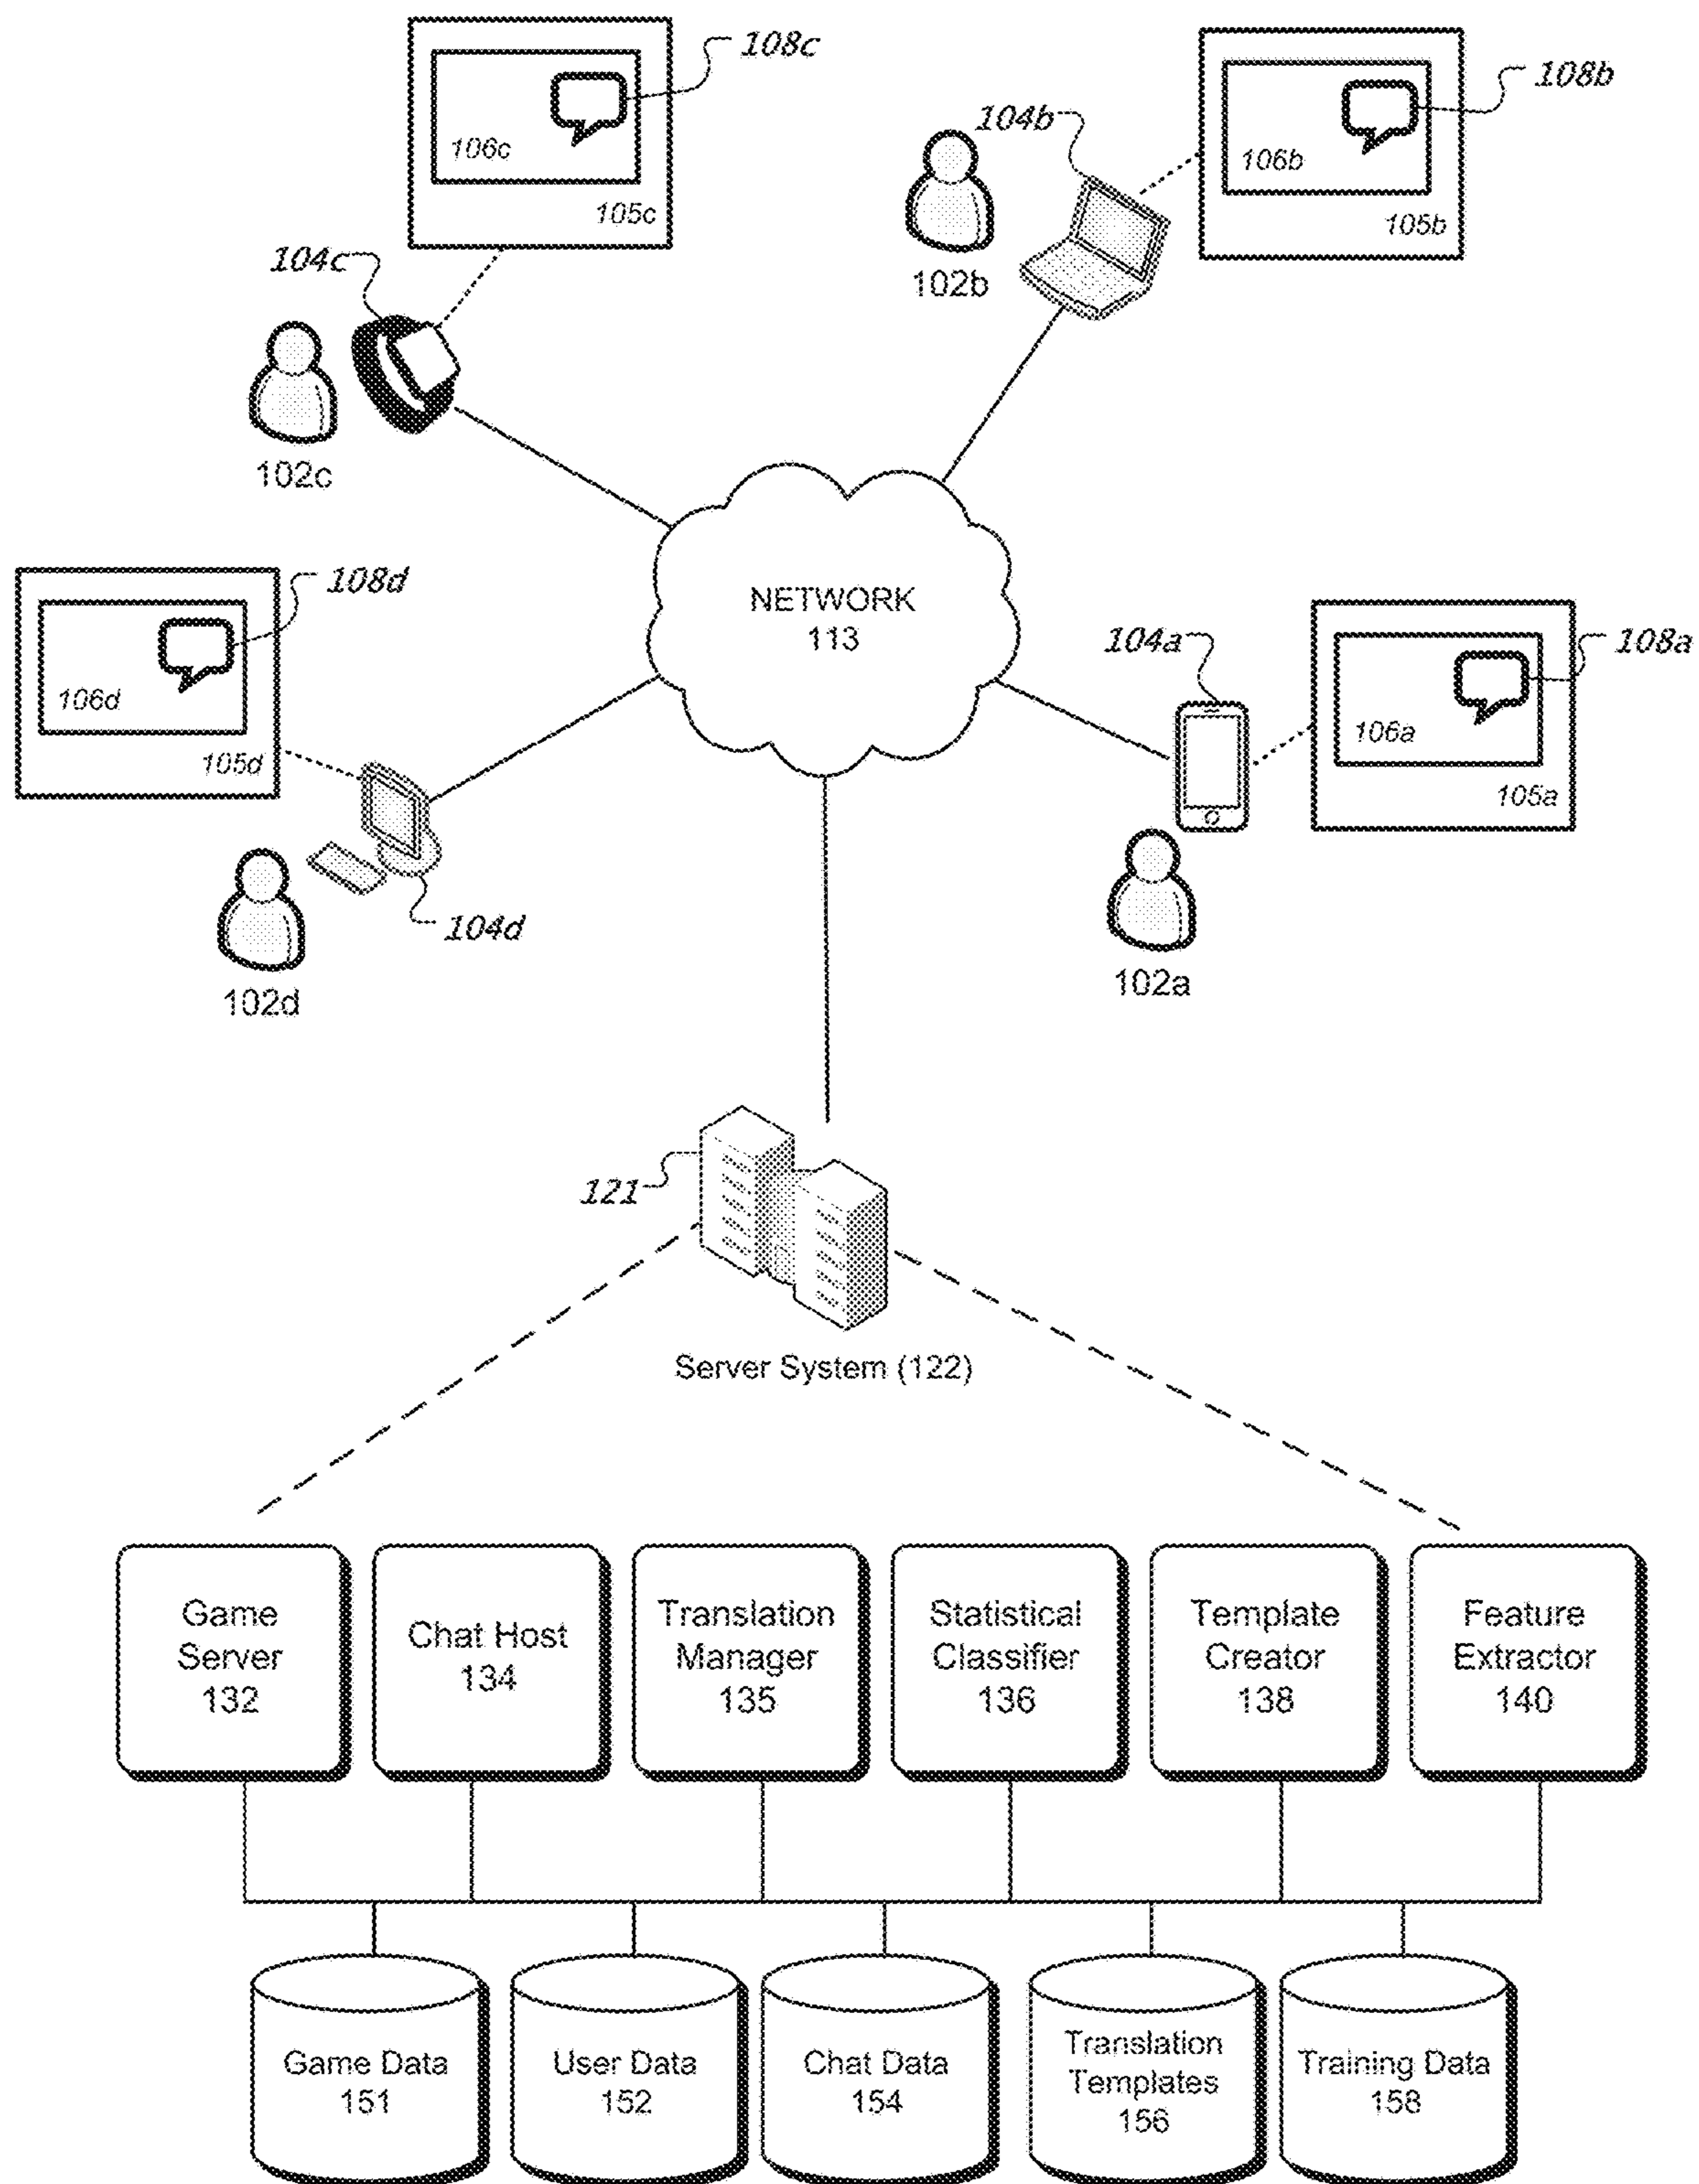 108c
106c
105c
104c
102c
104b
108b
106b
105b
102b
108d
106d
105d
104d
102d
NETWORK
113
104a
108a
106a
105a
102a
121
Server System (122)
Game
Server
132
Chat Host
134
Translation
Manager
135
Statistical
Classifier
136
Template
Creator
138
Feature
Extractor
140
Game Data
151
User Data
152
Chat Data
154
Translation
Templates
156
Training Data
158